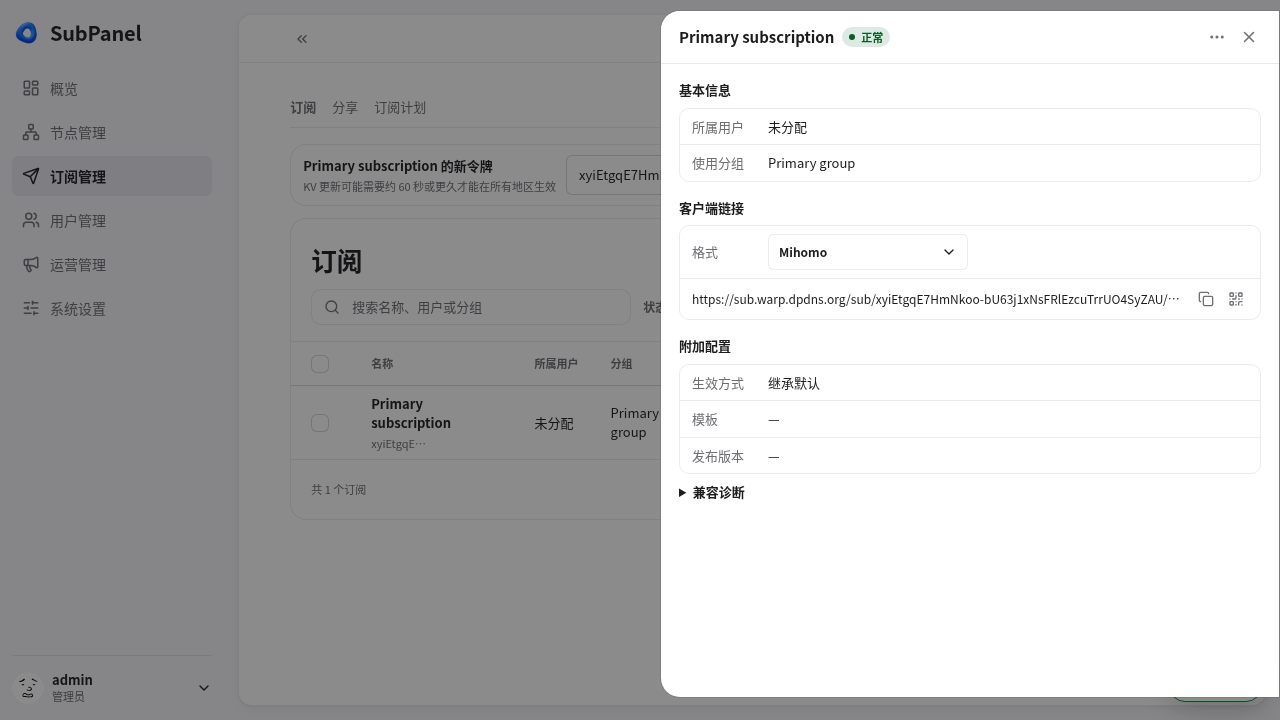 SubPanel
概览
节点管理
订阅管理
用户管理
运营管理
系统设置
admin
管理员
订阅
分享
订阅计划
Primary subscription 的新令牌
KV 更新可能需要约 60 秒或更久才能在所有地区生效
xyiEtgqE7Hm
订阅
搜索名称、用户或分组
状态
名称
所属用户
分组
Primary subscription
xyiEtgqE…
未分配
Primary group
共 1 个订阅
Primary subscription
正常
基本信息
所属用户
未分配
使用分组
Primary group
客户端链接
格式
Mihomo
https://sub.warp.dpdns.org/sub/xyiEtgqE7HmNkoo-bU63j1xNsFRlEzcuTrrUO4SyZAU/…
附加配置
生效方式
继承默认
模板
—
发布版本
—
兼容诊断